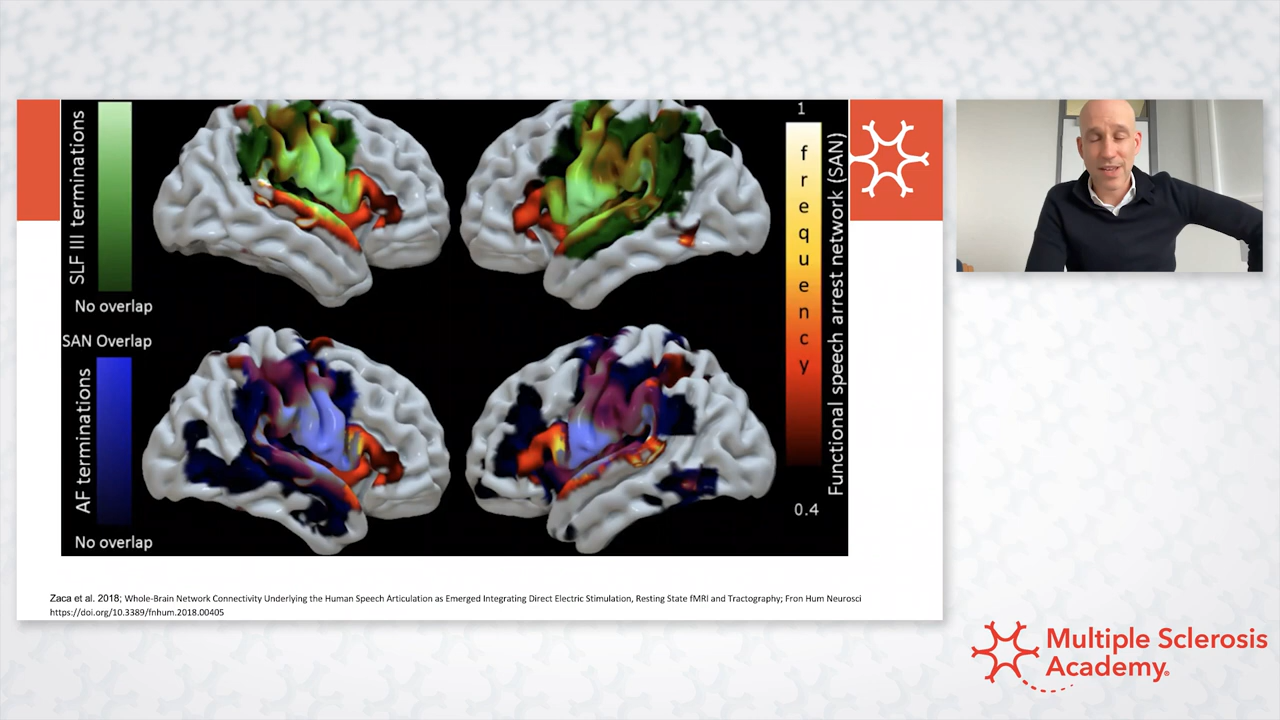 SLF III terminations
No overlap
SAN Overlap
AF terminations
No overlap
1
frequency
0.4
Functional speech arrest network (SAN)
Zaca et al. 2018; Whole-Brain Network Connectivity Underlying the Human Speech Articulation as Emerged Integrating Direct Electric Stimulation, Resting State fMRI and Tractography; Fron Hum Neurosci
https://doi.org/10.3389/fnhum.2018.00405
Multiple Sclerosis
Academy®